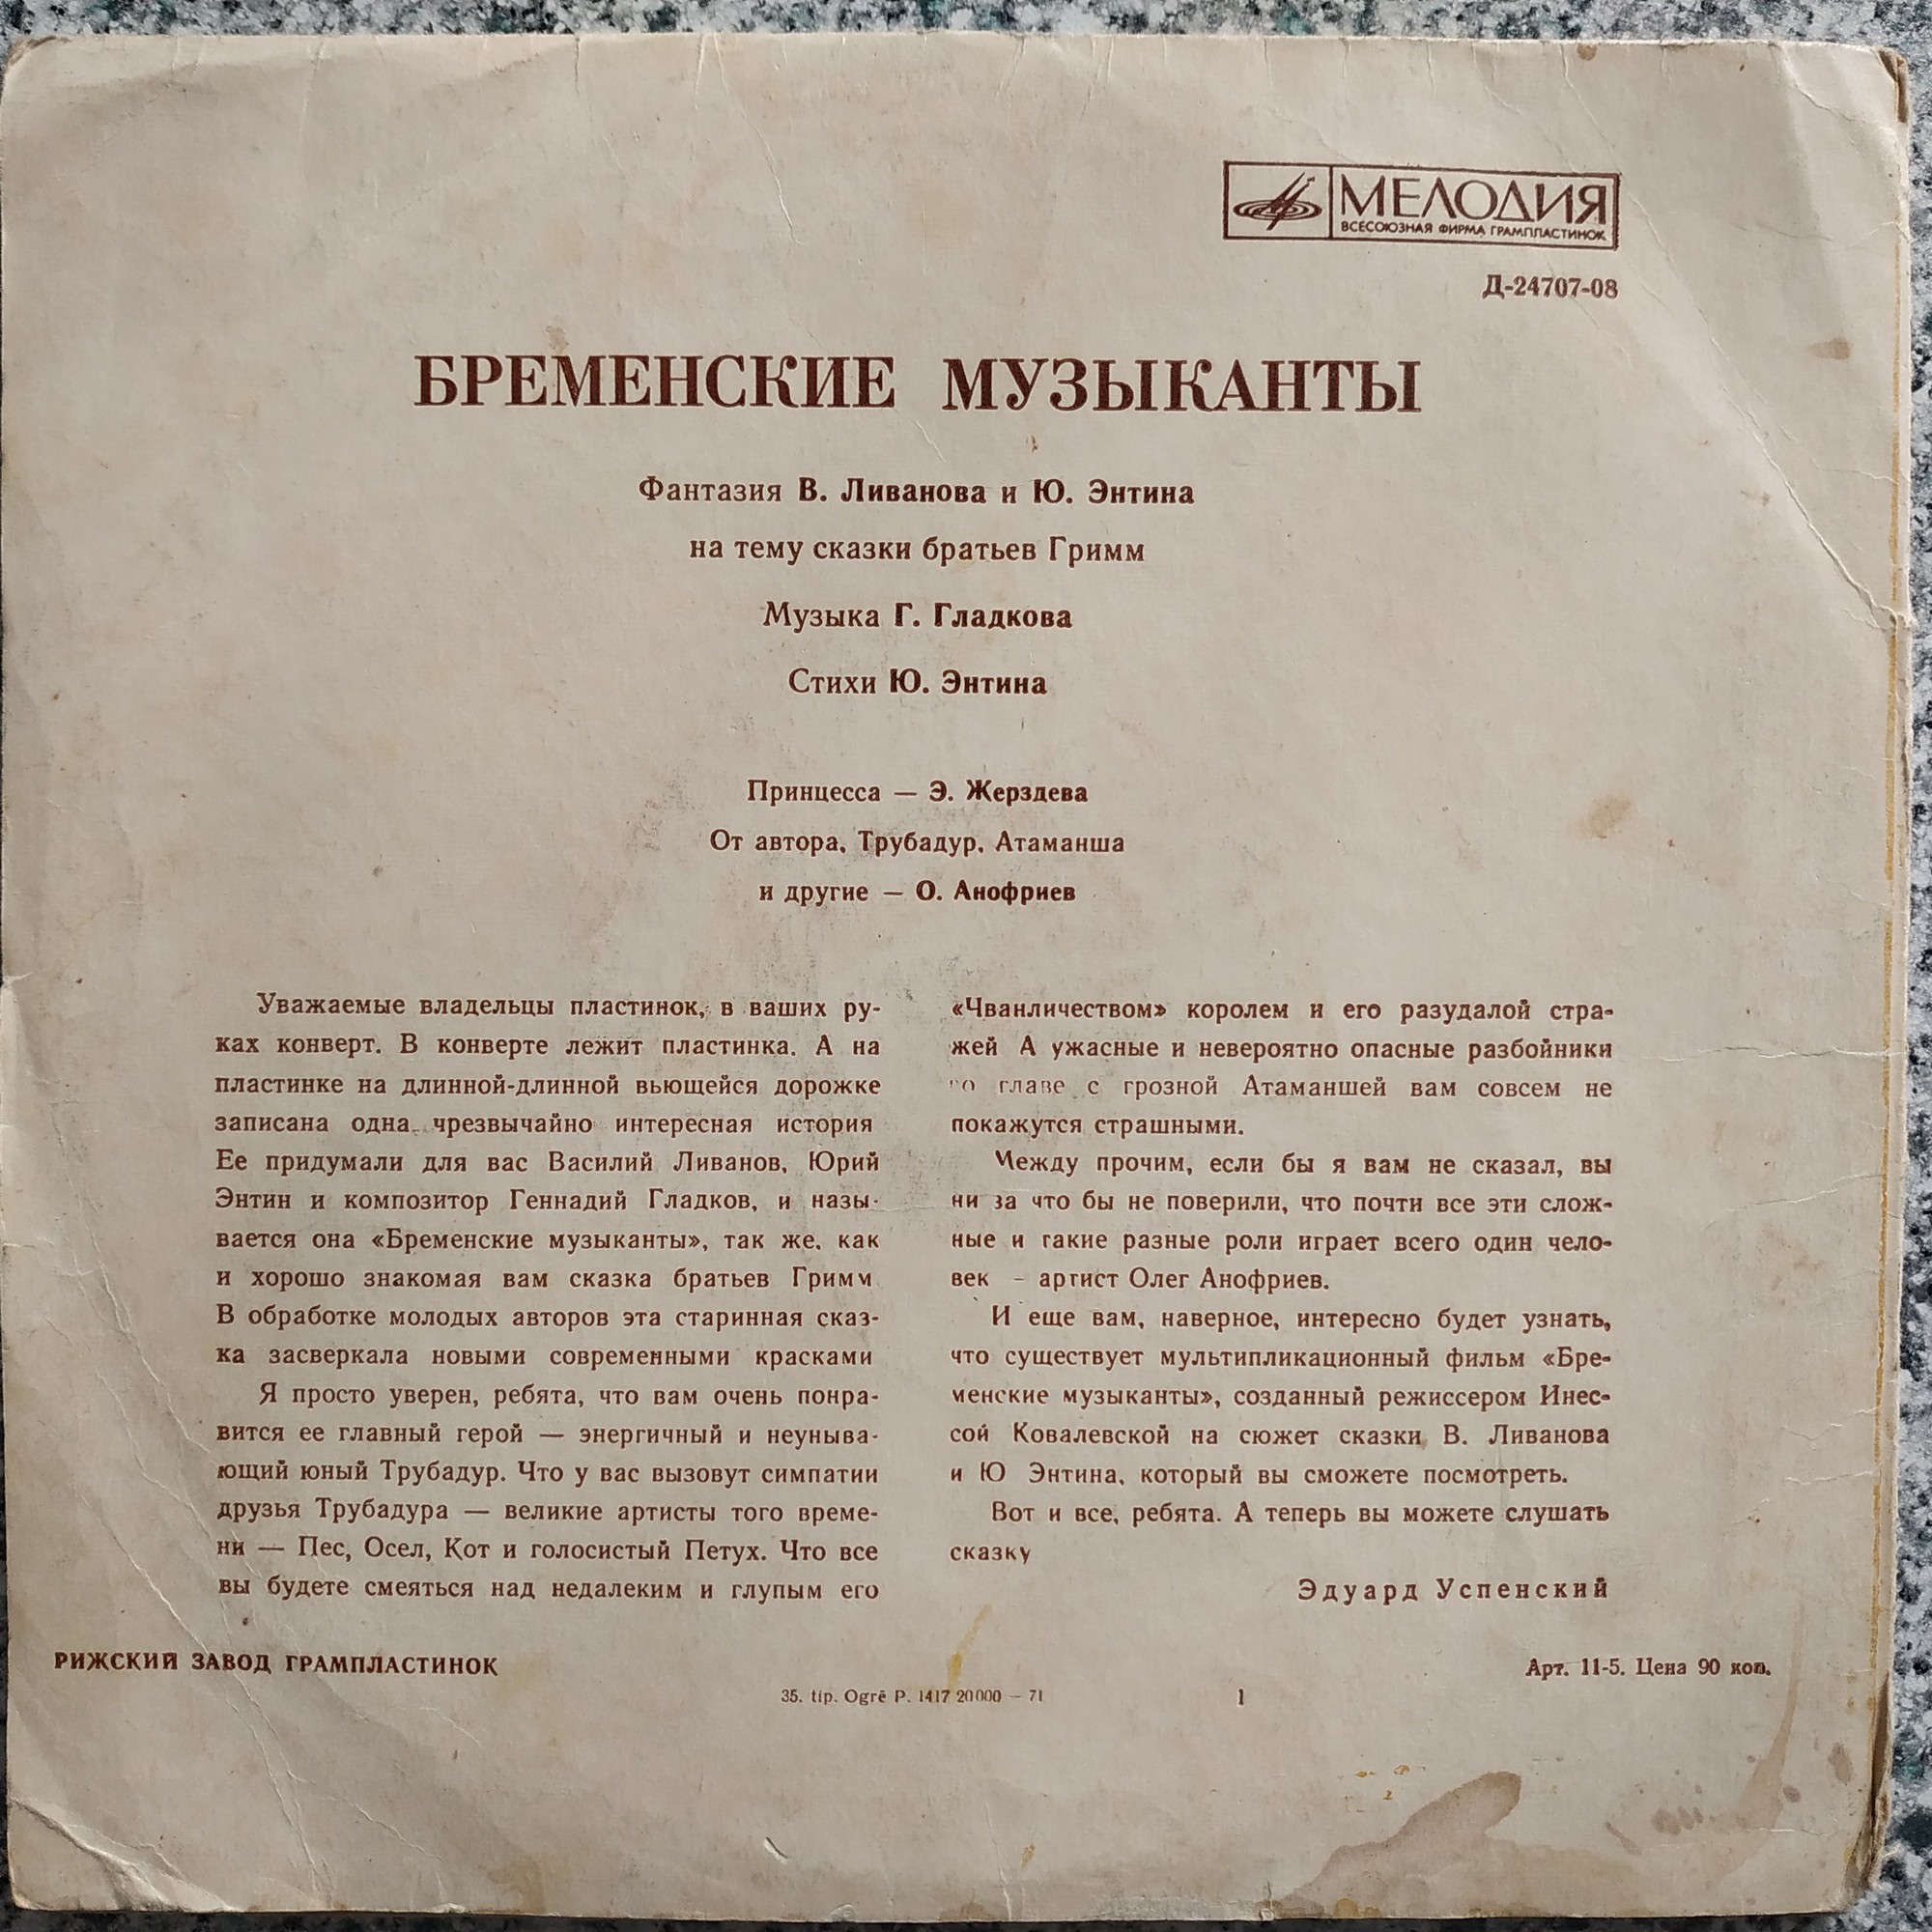 МЕЛОДИЯ
ВСЕСОЮЗНАЯ ФИРМА ГРАМПЛАСТИНОК
Д-24707-08
БРЕМЕНСКИЕ МУЗЫКАНТЫ
Фантазия В. Ливанова и Ю. Энтина
на тему сказки братьев Гримм
Музыка Г. Гладкова
Стихи Ю. Энтина
Принцесса — Э. Жерздева
От автора, Трубадур, Атаманша
и другие — О. Анофриев
Уважаемые владельцы пластинок, в ваших ру-
ках конверт. В конверте лежит пластинка. А на
пластинке на длинной-длинной вьющейся дорожке
записана одна чрезвычайно интересная история
Ее придумали для вас Василий Ливанов, Юрий
Энтин и композитор Геннадий Гладков, и назы-
вается она «Бременские музыканты», так же, как
и хорошо знакомая вам сказка братьев Гримм
В обработке молодых авторов эта старинная сказ-
ка засверкала новыми современными красками
Я просто уверен, ребята, что вам очень понра-
вится ее главный герой — энергичный и неуныва-
ющий юный Трубадур. Что у вас вызовут симпатии
друзья Трубадура — великие артисты того време-
ни — Пес, Осел, Кот и голосистый Петух. Что все
вы будете смеяться над недалеким и глупым его
«Чванличеством» королем и его разудалой стра-
жей А ужасные и невероятно опасные разбойники
во главе с грозной Атаманшей вам совсем не
покажутся страшными.
Между прочим, если бы я вам не сказал, вы
ни за что бы не поверили, что почти все эти слож-
ные и такие разные роли играет всего один чело-
век - артист Олег Анофриев.
И еще вам, наверное, интересно будет узнать,
что существует мультипликационный фильм «Бре-
менские музыканты», созданный режиссером Инес-
сой Ковалевской на сюжет сказки В. Ливанова
и Ю Энтина, который вы сможете посмотреть.
Вот и все, ребята. А теперь вы можете слушать
сказку
Эдуард Успенский
РИЖСКИЙ ЗАВОД ГРАМПЛАСТИНОК
Арт. 11-5. Цена 90 коп.
35. tip. Ogrē P. 1417 20000 — 71 1